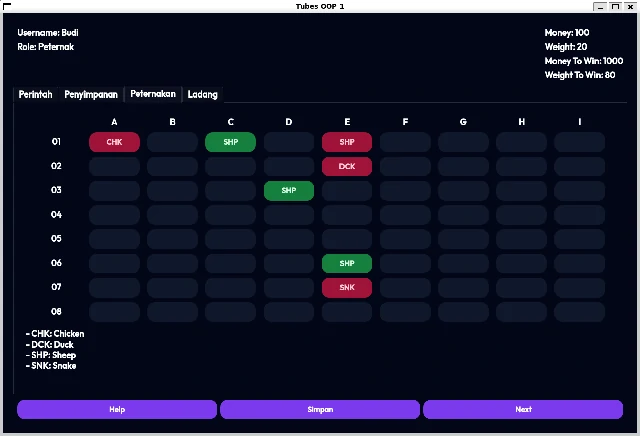 Tubes OOP 1
Username: Budi
Money: 100
Role: Peternak
Weight: 20
Money To Win: 1000
Weight To Win: 80
Perintah Penyimpanan Peternakan Ladang
A B C D E F G H I
01 CHK SHP SHP
02 DCK
03 SHP
04
05
06 SHP
07 SNK
08
- CHK: Chicken
- DCK: Duck
- SHP: Sheep
- SNK: Snake
Help Simpan Next